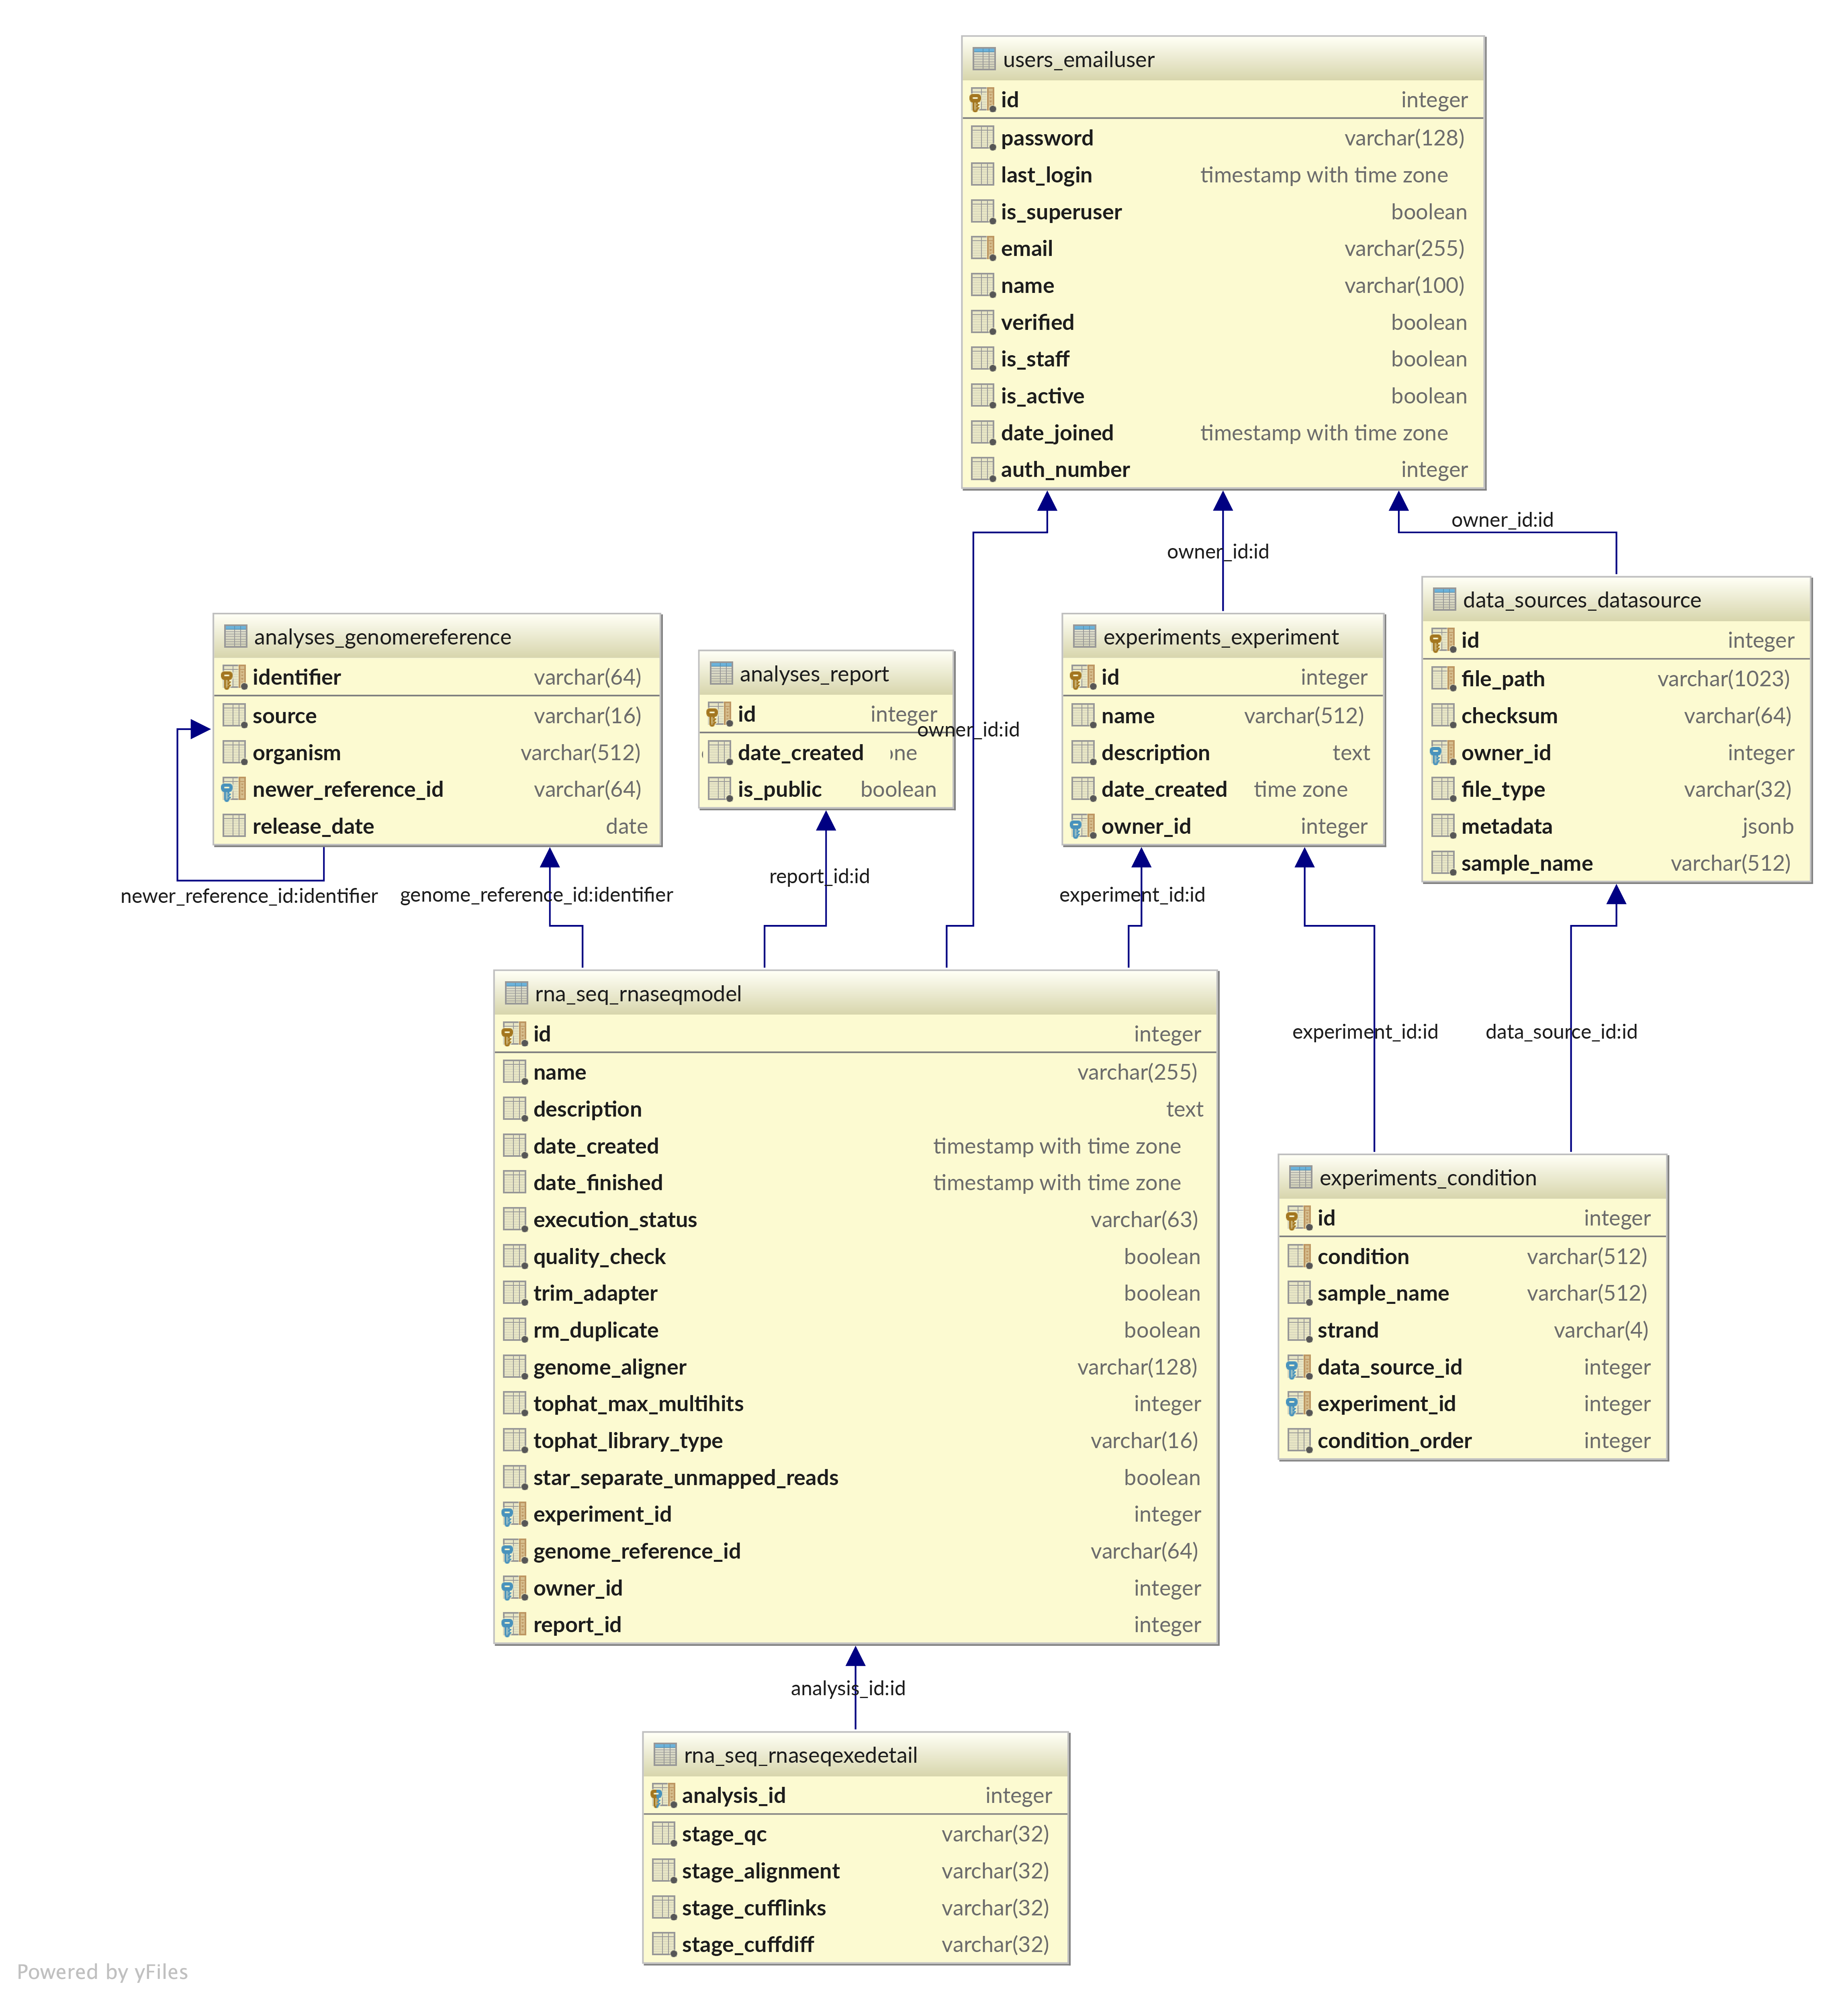 users_emailuser
id integer
password varchar(128)
last_login timestamp with time zone
is_superuser boolean
email varchar(255)
name varchar(100)
verified boolean
is_staff boolean
is_active boolean
date_joined timestamp with time zone
auth_number integer
owner_id:id
owner_id:id
owner_id:id
analyses_genomereference
identifier varchar(64)
source varchar(16)
organism varchar(512)
newer_reference_id varchar(64)
release_date date
newer_reference_id:identifier
genome_reference_id:identifier
analyses_report
id integer
date_created one
is_public boolean
report_id:id
experiments_experiment
id integer
name varchar(512)
description text
date_created time zone
owner_id integer
experiment_id:id
data_sources_datasource
id integer
file_path varchar(1023)
checksum varchar(64)
owner_id integer
file_type varchar(32)
metadata jsonb
sample_name varchar(512)
experiment_id:id
data_source_id:id
rna_seq_rnaseqmodel
id integer
name varchar(255)
description text
date_created timestamp with time zone
date_finished timestamp with time zone
execution_status varchar(63)
quality_check boolean
trim_adapter boolean
rm_duplicate boolean
genome_aligner varchar(128)
tophat_max_multihits integer
tophat_library_type varchar(16)
star_separate_unmapped_reads boolean
experiment_id integer
genome_reference_id varchar(64)
owner_id integer
report_id integer
experiments_condition
id integer
condition varchar(512)
sample_name varchar(512)
strand varchar(4)
data_source_id integer
experiment_id integer
condition_order integer
analysis_id:id
rna_seq_rnaseqexedetail
analysis_id integer
stage_qc varchar(32)
stage_alignment varchar(32)
stage_cufflinks varchar(32)
stage_cuffdiff varchar(32)
Powered by yFiles